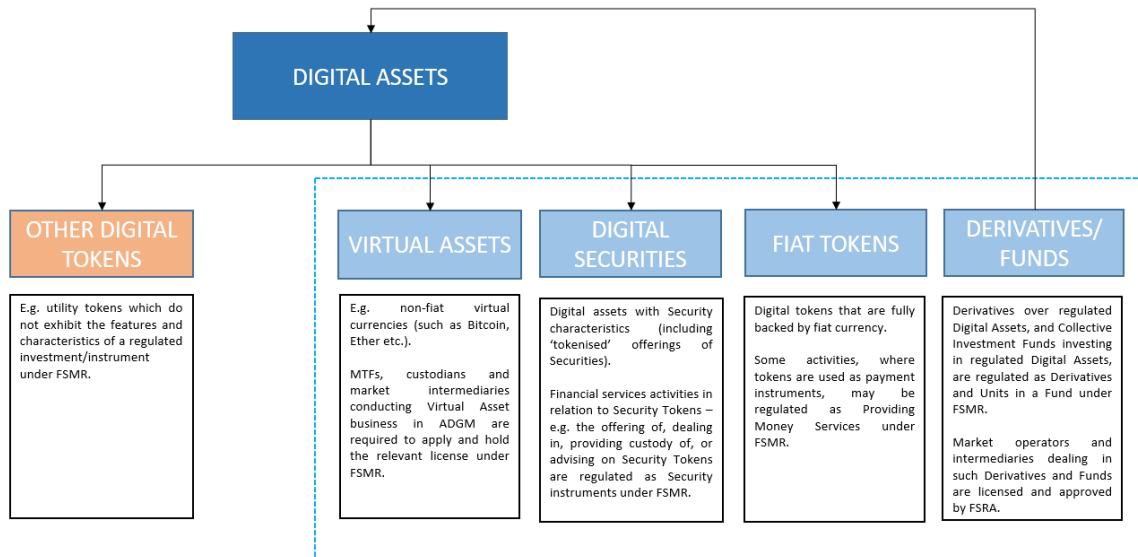 DIGITAL ASSETS
OTHER DIGITAL
TOKENS
E.g. utility tokens which do
not exhibit the features and
characteristics of a regulated
investment/instrument
under FSMR.
VIRTUAL ASSETS
E.g. non-fiat virtual
currencies (such as Bitcoin,
Ether etc.).
MTFs, custodians and
market intermediaries
conducting Virtual Asset
business in ADGM are
required to apply and hold
the relevant license under
FSMR.
DIGITAL
SECURITIES
Digital assets with Security
characteristics (including
‘tokenised’ offerings of
Securities).
Financial services activities in
relation to Security Tokens –
e.g. the offering of, dealing
in, providing custody of, or
advising on Security Tokens
are regulated as Security
instruments under FSMR.
FIAT TOKENS
Digital tokens that are fully
backed by fiat currency.
Some activities, where
tokens are used as payment
instruments, may be
regulated as Providing
Money Services under
FSMR.
DERIVATIVES/
FUNDS
Derivatives over regulated
Digital Assets, and Collective
Investment Funds investing
in regulated Digital Assets,
are regulated as Derivatives
and Units in a Fund under
FSMR.
Market operators and
intermediaries dealing in
such Derivatives and Funds
are licensed and approved
by FSRA.